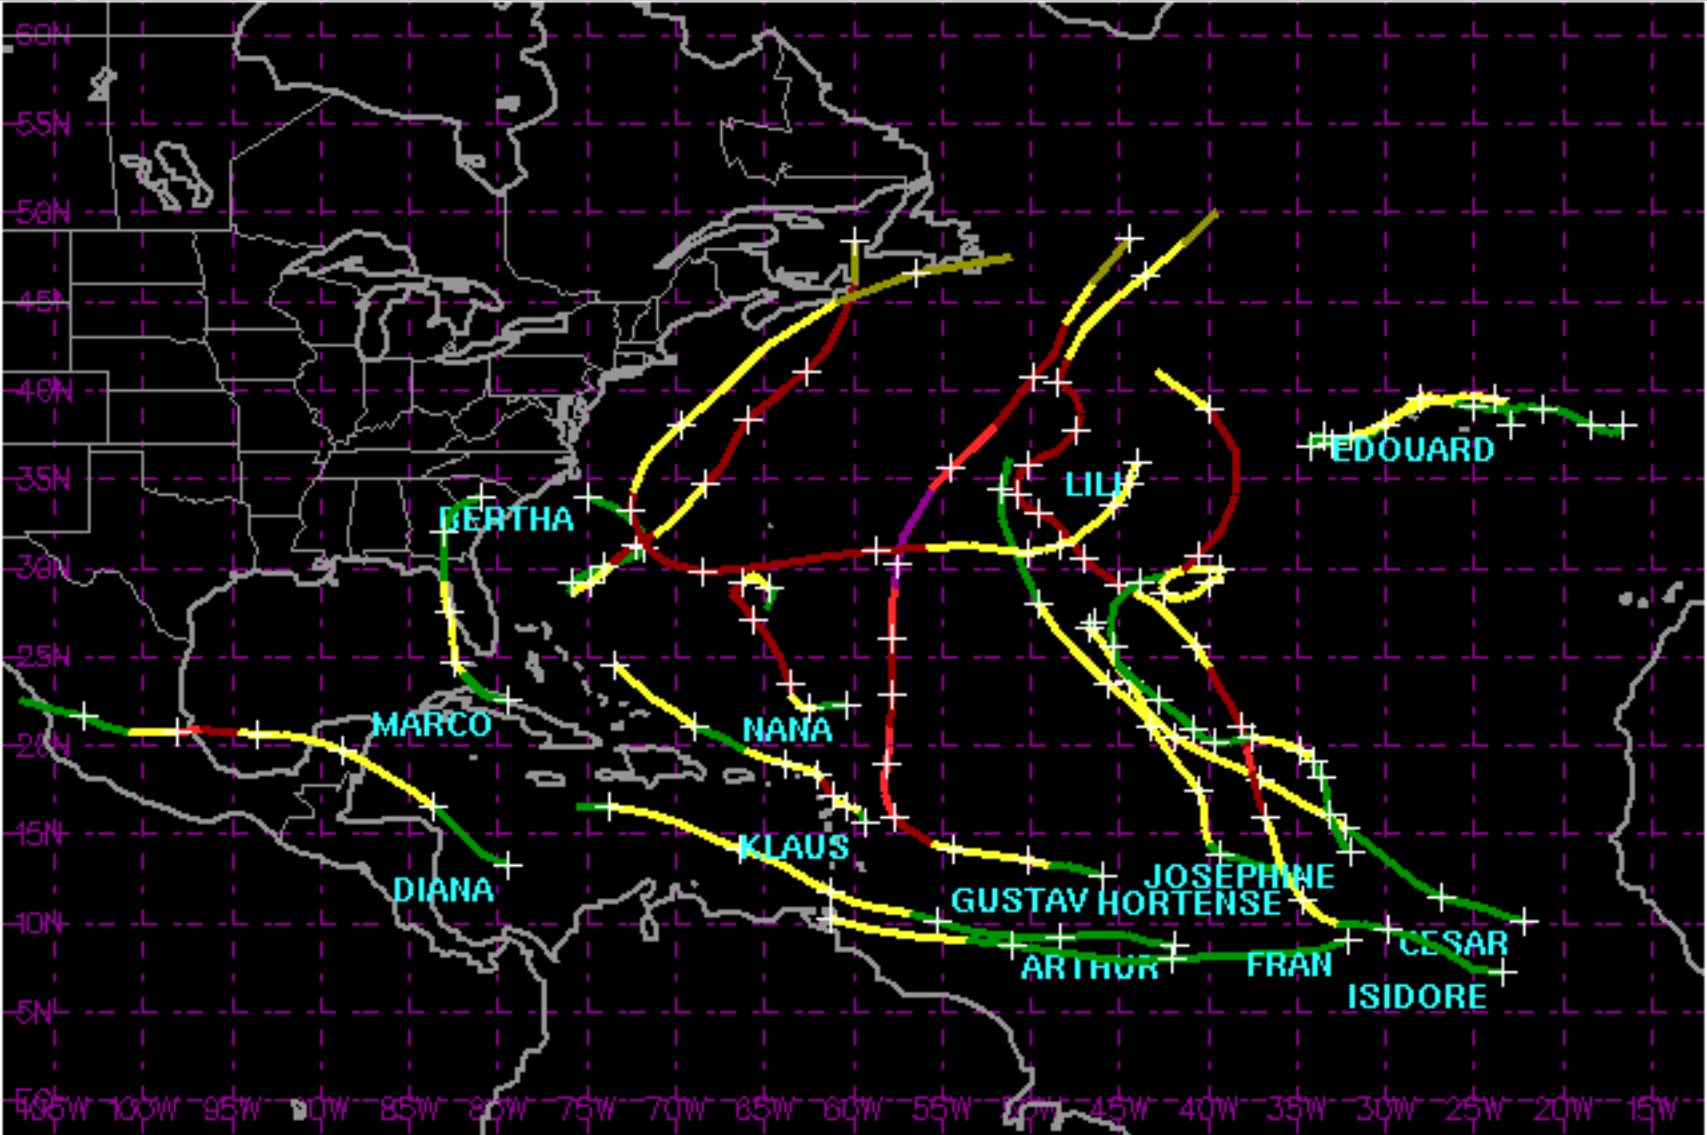 60N
55N
50N
45N
40N
EDOUARD
35N
LILI
BERTHA
30N
25N
MARCO
NANA
20N
15N
KLAUS
DIANA
JOSEPHINE
GUSTAV HORTENSE
10N
CESAR
ARTHUR
FRAN
ISIDORE
5N
EQ
105W 100W 95W 90W 85W 80W 75W 70W 65W 60W 55W 45W 40W 35W 30W 25W 20W 15W